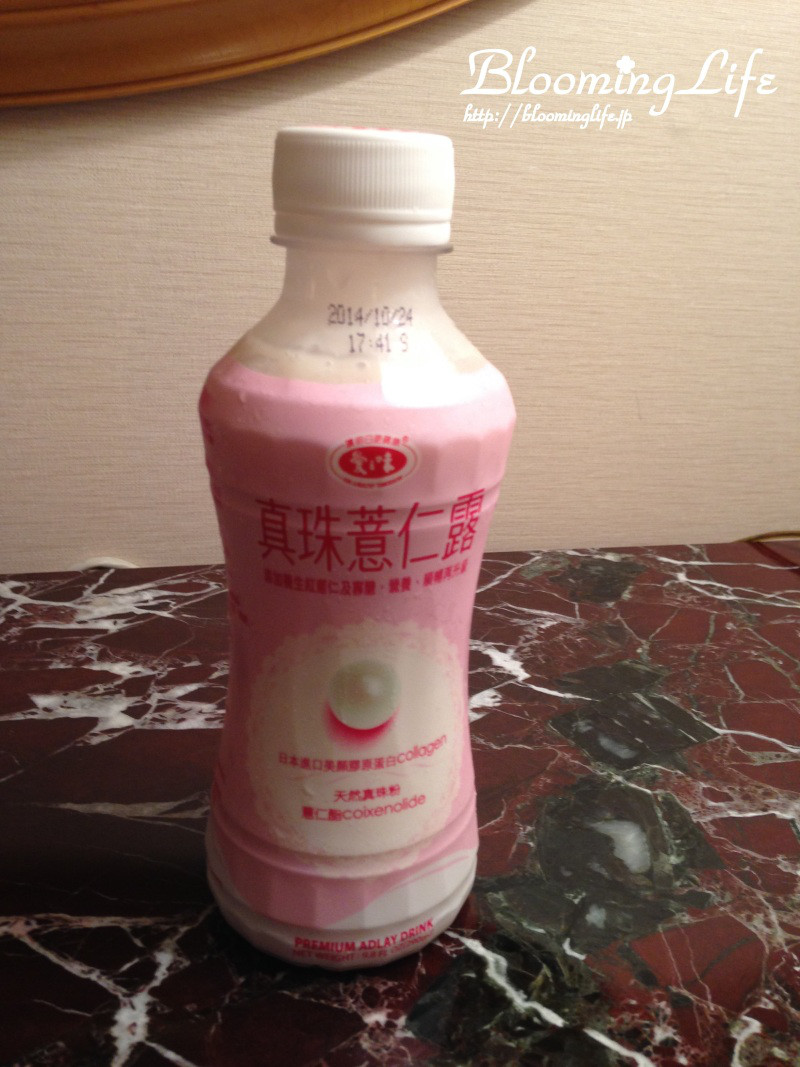 BloomingLife
http://bloominglife.jp
2014/10/24
17:41 S
愛之味
真珠薏仁露
日本進口美顏膠原蛋白collagen
天然真珠粉
薏仁酯coixenolide
PREMIUM ADLAY DRINK